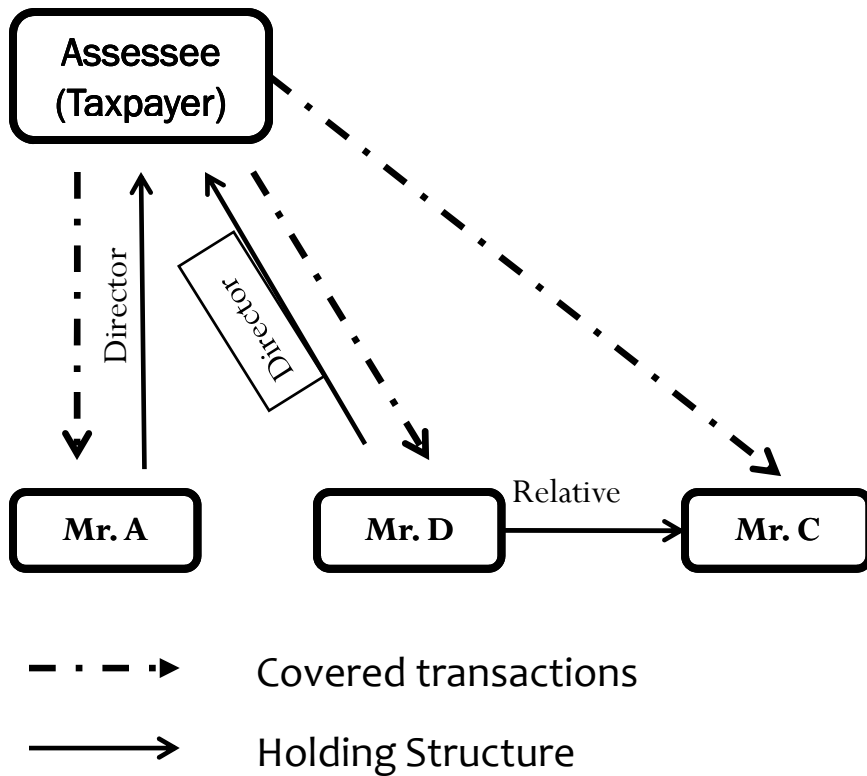 Assessee
(Taxpayer)
Director
Director
Relative
Mr. A
Mr. D
Mr. C
Covered transactions
Holding Structure